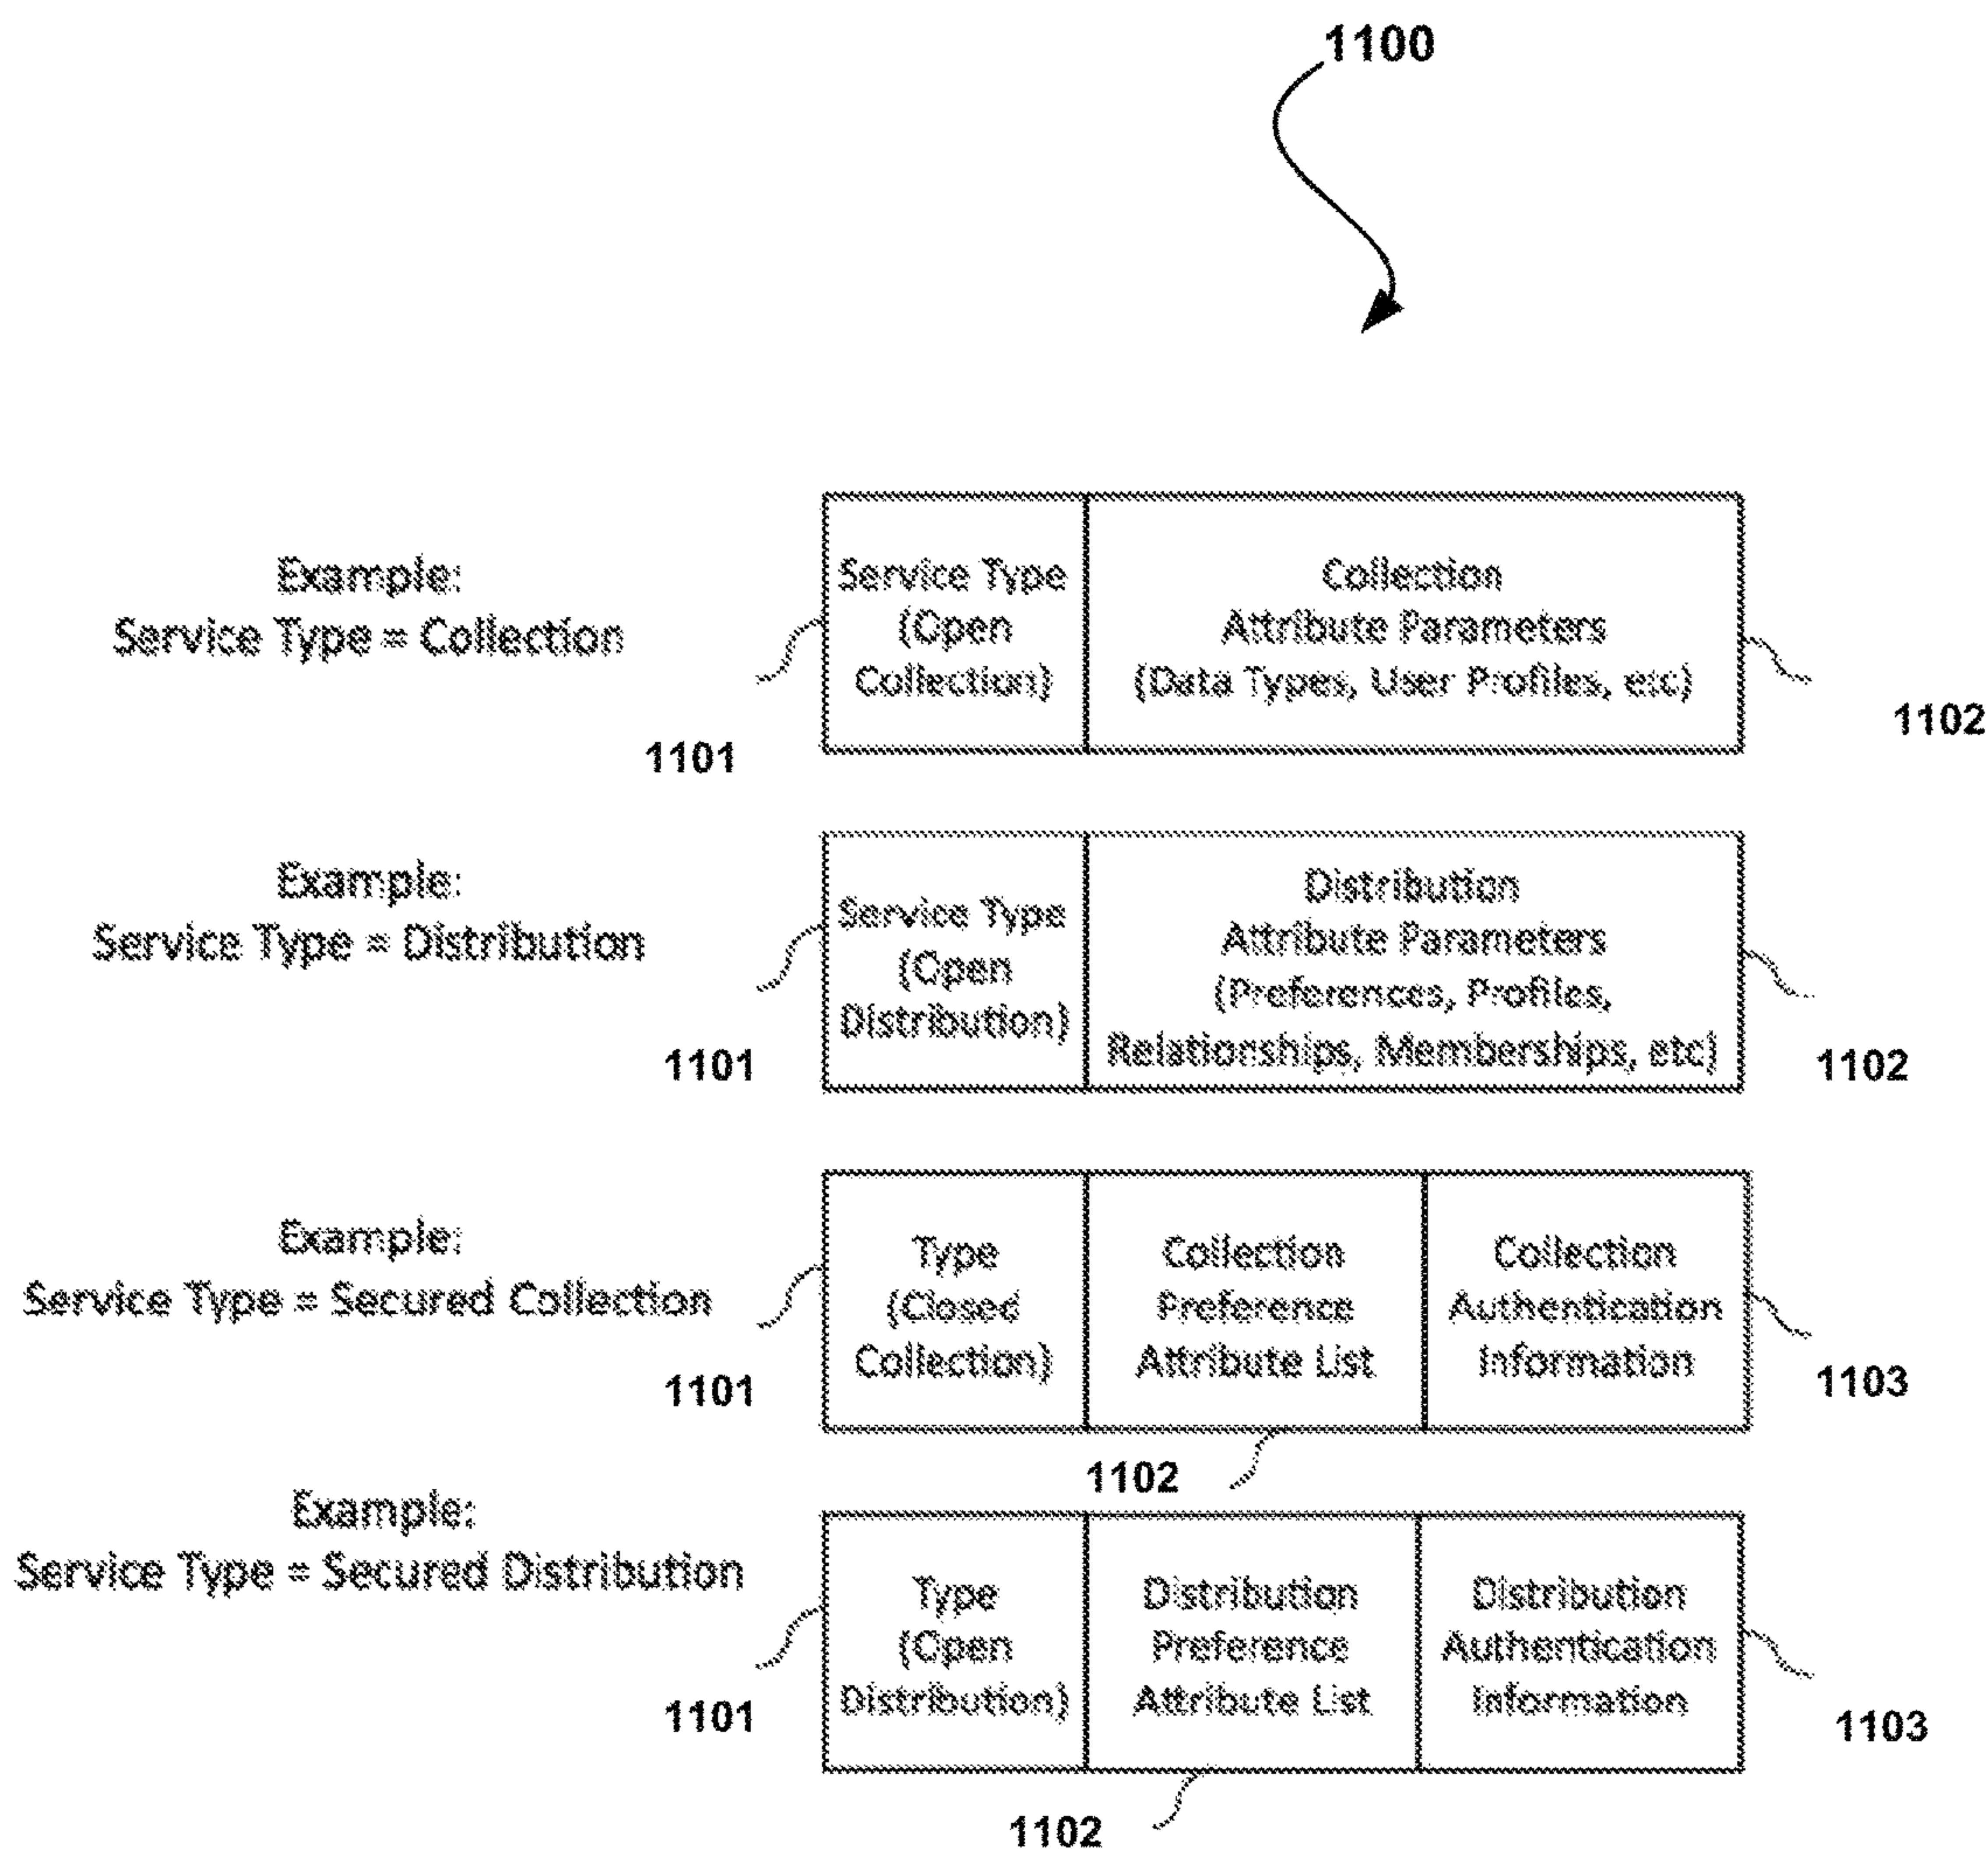 1100
Example:
Service Type = Collection
Service Type
(Open
Collection)
Collection
Attribute Parameters
(Data Types, User Profiles, etc)
1101
1102
Example:
Service Type = Distribution
Service Type
(Open
Distribution)
Distribution
Attribute Parameters
(Preferences, Profiles,
Relationships, Memberships, etc)
1101
1102
Example:
Service Type = Secured Collection
Type
(Closed
Collection)
Collection
Preference
Attribute List
Collection
Authentication
Information
1101
1102
1103
Example:
Service Type = Secured Distribution
Type
(Open
Distribution)
Distribution
Preference
Attribute List
Distribution
Authentication
Information
1101
1102
1103